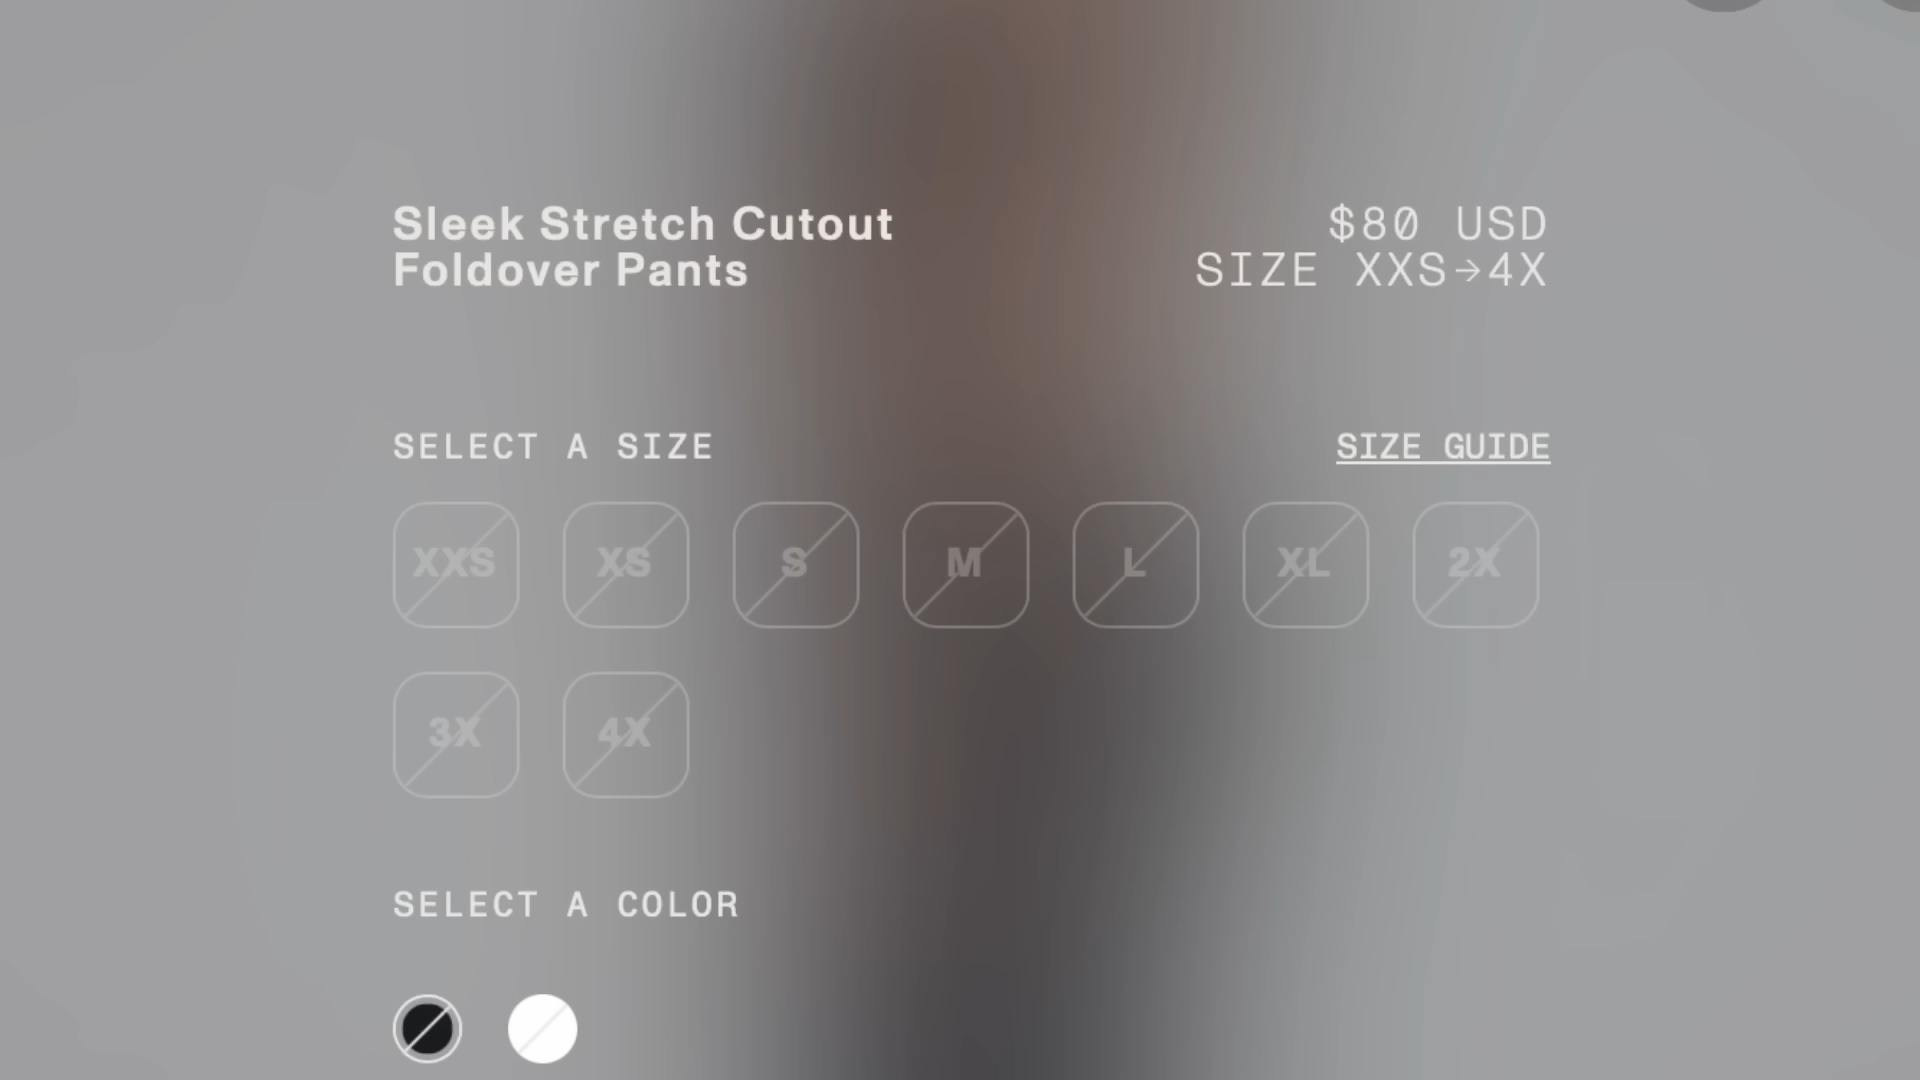 Sleek Stretch Cutout
Foldover Pants
$80 USD
SIZE XXS→4X
SELECT A SIZE
SIZE GUIDE
XXS XS S M L XL 2X
3X 4X
SELECT A COLOR